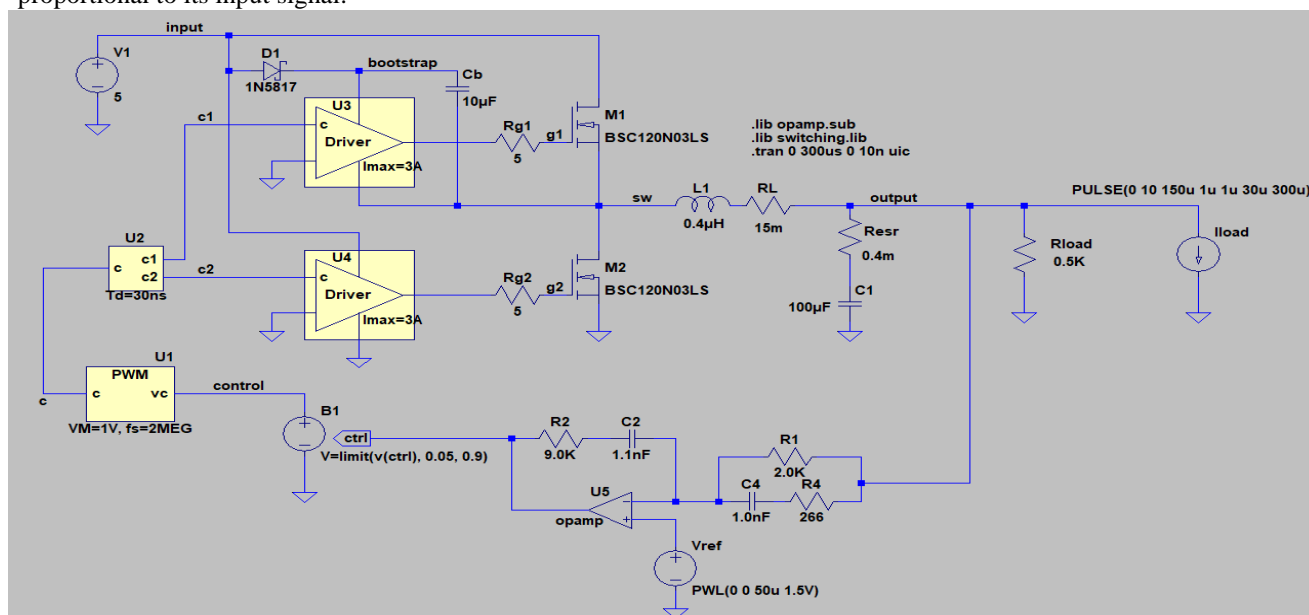 proportional to its input signal.
input
V1
5
D1
1N5817
bootstrap
Cb
10µF
U3
c
Driver
Imax=3A
c1
Rg1
5
g1
M1
BSC120N03LS
.lib opamp.sub
.lib switching.lib
.tran 0 300us 0 10n uic
sw
L1
0.4µH
RL
15m
output
PULSE(0 10 150u 1u 1u 30u 300u)
Resr
0.4m
C1
100µF
Rload
0.5K
Iload
U2
c
c1
c2
Td=30ns
c2
U4
c
Driver
Imax=3A
Rg2
5
g2
M2
BSC120N03LS
U1
PWM
c
vc
VM=1V, fs=2MEG
c
control
B1
V=limit(v(ctrl), 0.05, 0.9)
ctrl
R2
9.0K
C2
1.1nF
U5
opamp
R1
2.0K
C4
1.0nF
R4
266
Vref
PWL(0 0 50u 1.5V)